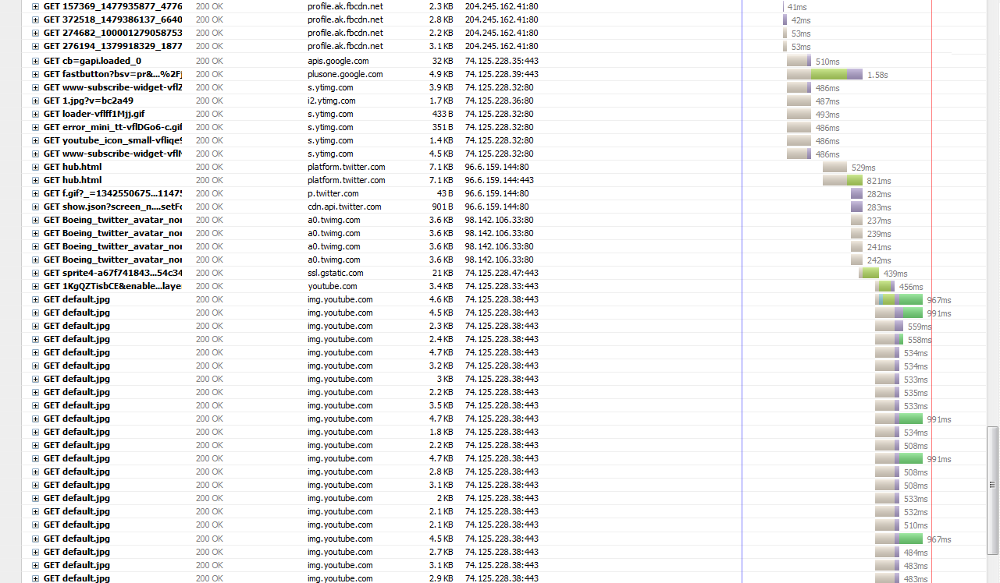 GET 157369_1477935877_4776 200 OK profile.ak.fbcdn.net 2.3 KB 204.245.162.41:80 41ms
GET 372518_1479386137_6640 200 OK profile.ak.fbcdn.net 2.8 KB 204.245.162.41:80 42ms
GET 274682_100001279058753 200 OK profile.ak.fbcdn.net 2.2 KB 204.245.162.41:80 53ms
GET 276194_1379918329_1877 200 OK profile.ak.fbcdn.net 3.1 KB 204.245.162.41:80 53ms
GET cb=gapi.loaded_0 200 OK apis.google.com 32 KB 74.125.228.35:443 510ms
GET fastbutton?bsv=pr&...%2Fj 200 OK plusone.google.com 4.9 KB 74.125.228.39:443 1.58s
GET www-subscribe-widget-vflZ 200 OK s.ytimg.com 3.9 KB 74.125.228.32:80 486ms
GET 1.jpg?v=bc2a49 200 OK i2.ytimg.com 1.7 KB 74.125.228.36:80 487ms
GET loader-vflff1Mjj.gif 200 OK s.ytimg.com 433 B 74.125.228.32:80 493ms
GET error_mini_tt-vflDGo6-c.gif 200 OK s.ytimg.com 351 B 74.125.228.32:80 486ms
GET youtube_icon_small-vfliqe9 200 OK s.ytimg.com 1.4 KB 74.125.228.32:80 486ms
GET www-subscribe-widget-vflN 200 OK s.ytimg.com 4.5 KB 74.125.228.32:80 486ms
GET hub.html 200 OK platform.twitter.com 7.1 KB 96.6.159.144:80 529ms
GET hub.html 200 OK platform.twitter.com 7.1 KB 96.6.159.144:443 821ms
GET f.gif?_=1342550675...11475 200 OK p.twitter.com 43 B 96.6.159.144:80 282ms
GET show.json?screen_n....setFo 200 OK cdn.api.twitter.com 901 B 96.6.159.144:80 283ms
GET Boeing_twitter_avatar_nor 200 OK a0.twimg.com 3.6 KB 98.142.106.33:80 237ms
GET Boeing_twitter_avatar_nor 200 OK a0.twimg.com 3.6 KB 98.142.106.33:80 239ms
GET Boeing_twitter_avatar_nor 200 OK a0.twimg.com 3.6 KB 98.142.106.33:80 241ms
GET Boeing_twitter_avatar_nor 200 OK a0.twimg.com 3.6 KB 98.142.106.33:80 242ms
GET sprite4-a67f741843...54c34 200 OK ssl.gstatic.com 21 KB 74.125.228.47:443 439ms
GET 1KgQZTisbCE&enable...laye 200 OK youtube.com 3.4 KB 74.125.228.33:443 456ms
GET default.jpg 200 OK img.youtube.com 4.6 KB 74.125.228.38:443 967ms
GET default.jpg 200 OK img.youtube.com 4.5 KB 74.125.228.38:443 991ms
GET default.jpg 200 OK img.youtube.com 2.3 KB 74.125.228.38:443 559ms
GET default.jpg 200 OK img.youtube.com 2.4 KB 74.125.228.38:443 558ms
GET default.jpg 200 OK img.youtube.com 4.7 KB 74.125.228.38:443 534ms
GET default.jpg 200 OK img.youtube.com 3.2 KB 74.125.228.38:443 534ms
GET default.jpg 200 OK img.youtube.com 3 KB 74.125.228.38:443 533ms
GET default.jpg 200 OK img.youtube.com 2.2 KB 74.125.228.38:443 535ms
GET default.jpg 200 OK img.youtube.com 3.5 KB 74.125.228.38:443 533ms
GET default.jpg 200 OK img.youtube.com 4.7 KB 74.125.228.38:443 991ms
GET default.jpg 200 OK img.youtube.com 1.8 KB 74.125.228.38:443 534ms
GET default.jpg 200 OK img.youtube.com 2.2 KB 74.125.228.38:443 508ms
GET default.jpg 200 OK img.youtube.com 4.7 KB 74.125.228.38:443 991ms
GET default.jpg 200 OK img.youtube.com 2.8 KB 74.125.228.38:443 508ms
GET default.jpg 200 OK img.youtube.com 3.1 KB 74.125.228.38:443 508ms
GET default.jpg 200 OK img.youtube.com 2 KB 74.125.228.38:443 533ms
GET default.jpg 200 OK img.youtube.com 2.1 KB 74.125.228.38:443 532ms
GET default.jpg 200 OK img.youtube.com 2.1 KB 74.125.228.38:443 510ms
GET default.jpg 200 OK img.youtube.com 4.5 KB 74.125.228.38:443 967ms
GET default.jpg 200 OK img.youtube.com 2.7 KB 74.125.228.38:443 484ms
GET default.jpg 200 OK img.youtube.com 3.1 KB 74.125.228.38:443 483ms
GET default.jpg 200 OK img.youtube.com 2.9 KB 74.125.228.38:443 483ms